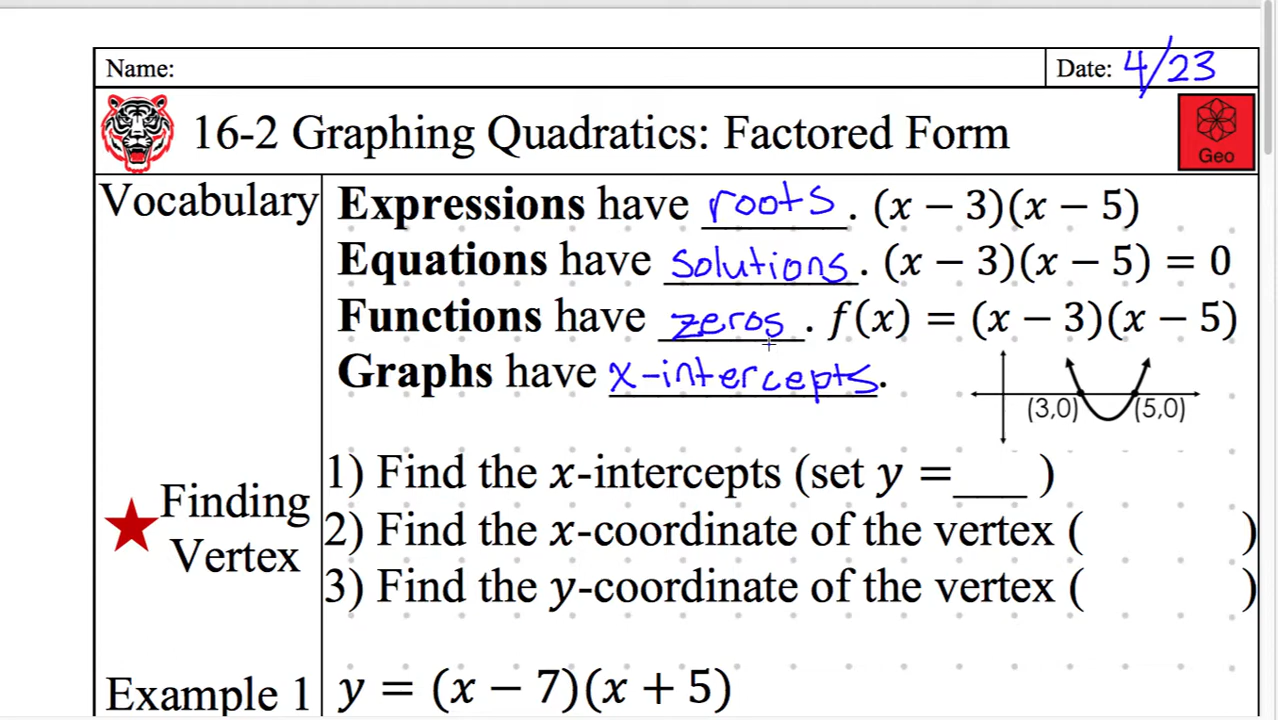 Name:
Date: 4/23
16-2 Graphing Quadratics: Factored Form
Geo
Vocabulary
Expressions have roots. (x − 3)(x − 5)
Equations have solutions. (x − 3)(x − 5) = 0
Functions have zeros. f(x) = (x − 3)(x − 5)
Graphs have x-intercepts.
(3,0) (5,0)
Finding
Vertex
1) Find the x-intercepts (set y =___ )
2) Find the x-coordinate of the vertex ( )
3) Find the y-coordinate of the vertex ( )
Example 1
y = (x − 7)(x + 5)